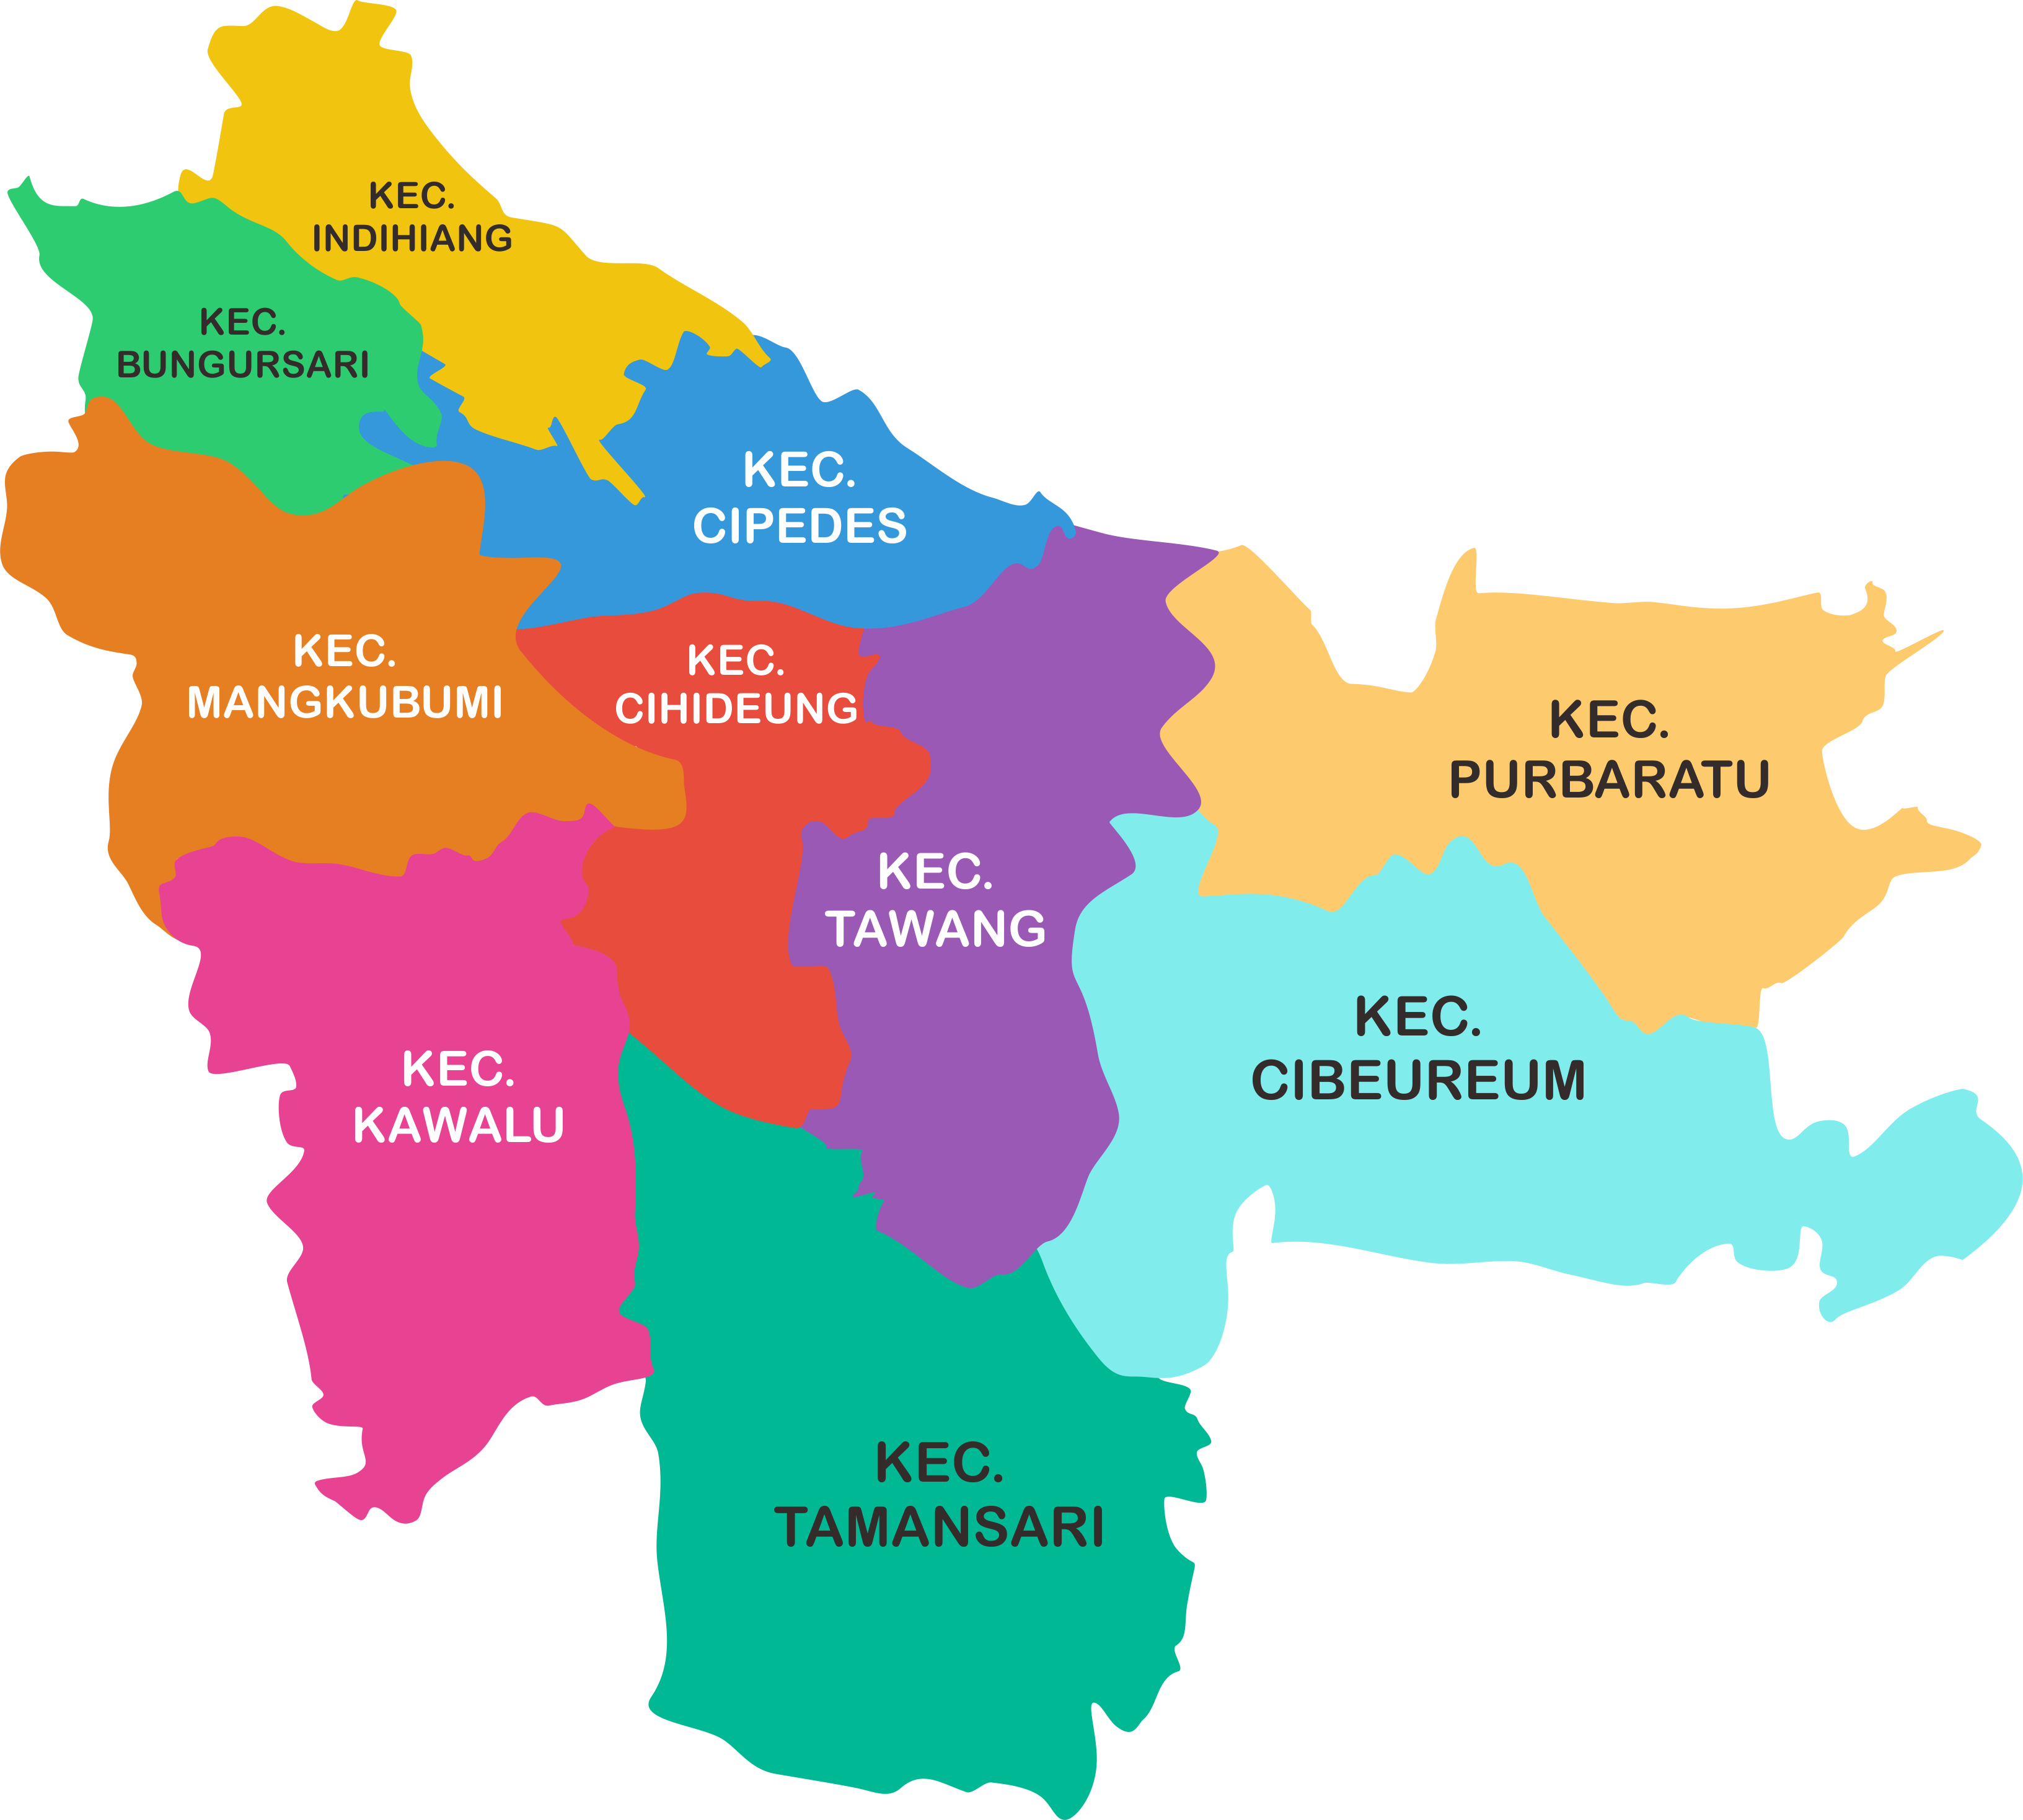 KEC.
INDIHIANG
KEC.
BUNGURSARI
KEC.
CIPEDES
KEC.
MANGKUBUMI
KEC.
CIHIDEUNG
KEC.
PURBARATU
KEC.
TAWANG
KEC.
CIBEUREUM
KEC.
KAWALU
KEC.
TAMANSARI